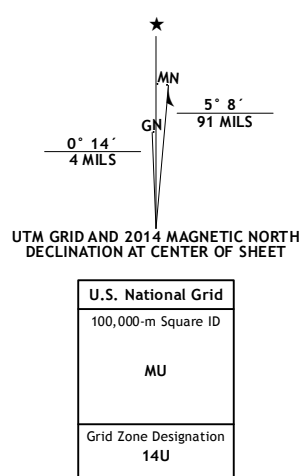 MN
5° 8´
91 MILS
GN
0° 14´
4 MILS
UTM GRID AND 2014 MAGNETIC NORTH
DECLINATION AT CENTER OF SHEET
U.S. National Grid
100,000-m Square ID
MU
Grid Zone Designation
14U